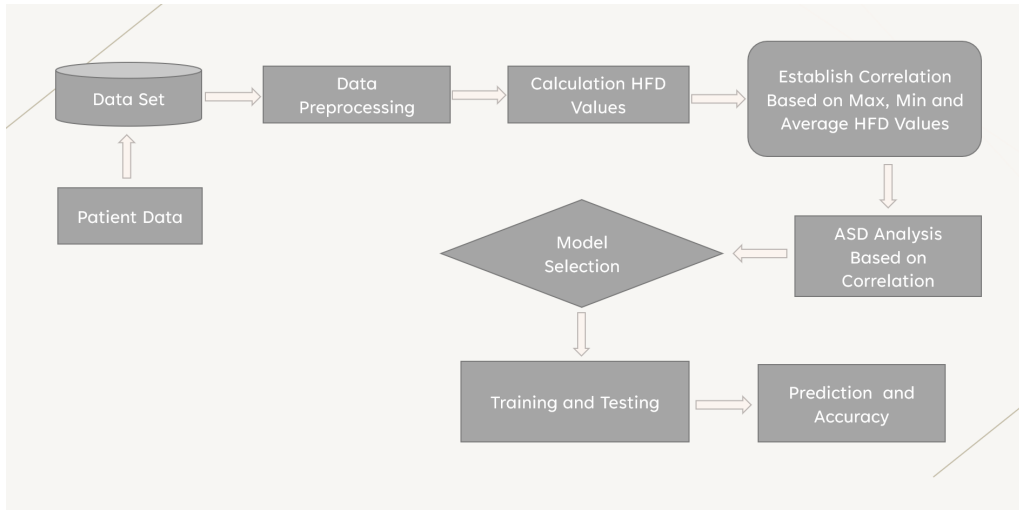 Data Set
Data
Preprocessing
Calculation HFD
Values
Establish Correlation
Based on Max, Min and
Average HFD Values
Patient Data
ASD Analysis
Based on
Correlation
Model
Selection
Training and Testing
Prediction and
Accuracy